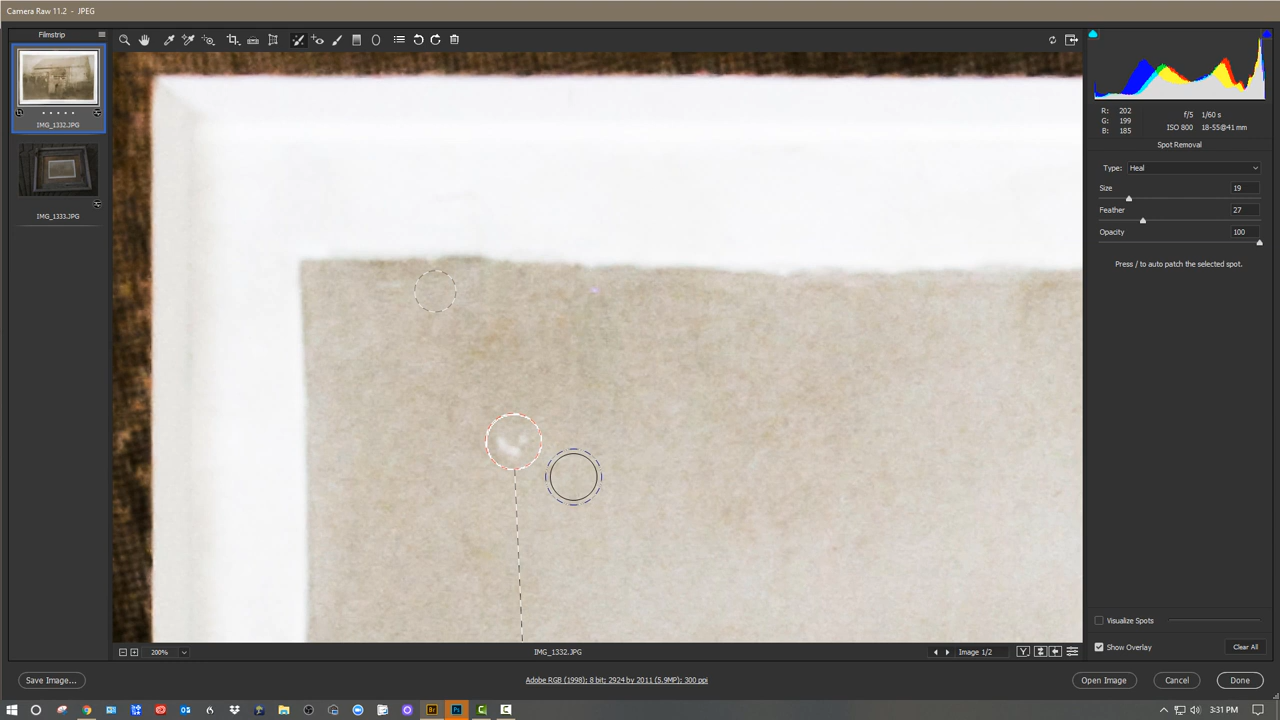 Camera Raw 11.2 - JPEG
Filmstrip
IMG_1332.JPG
IMG_1333.JPG
R: 202
G: 199
B: 185
f/5 1/60 s
ISO 800 18-55@41 mm
Spot Removal
Type: Heal
Size 19
Feather 27
Opacity 100
Press / to auto patch the selected spot.
Visualize Spots
Show Overlay
Clear All
200%
IMG_1332.JPG
Image 1/2
Y
Save Image...
Adobe RGB (1998); 8 bit; 2924 by 2011 (5.9MP); 300 ppi
Open Image
Cancel
Done
Br
Ps
3:31 PM